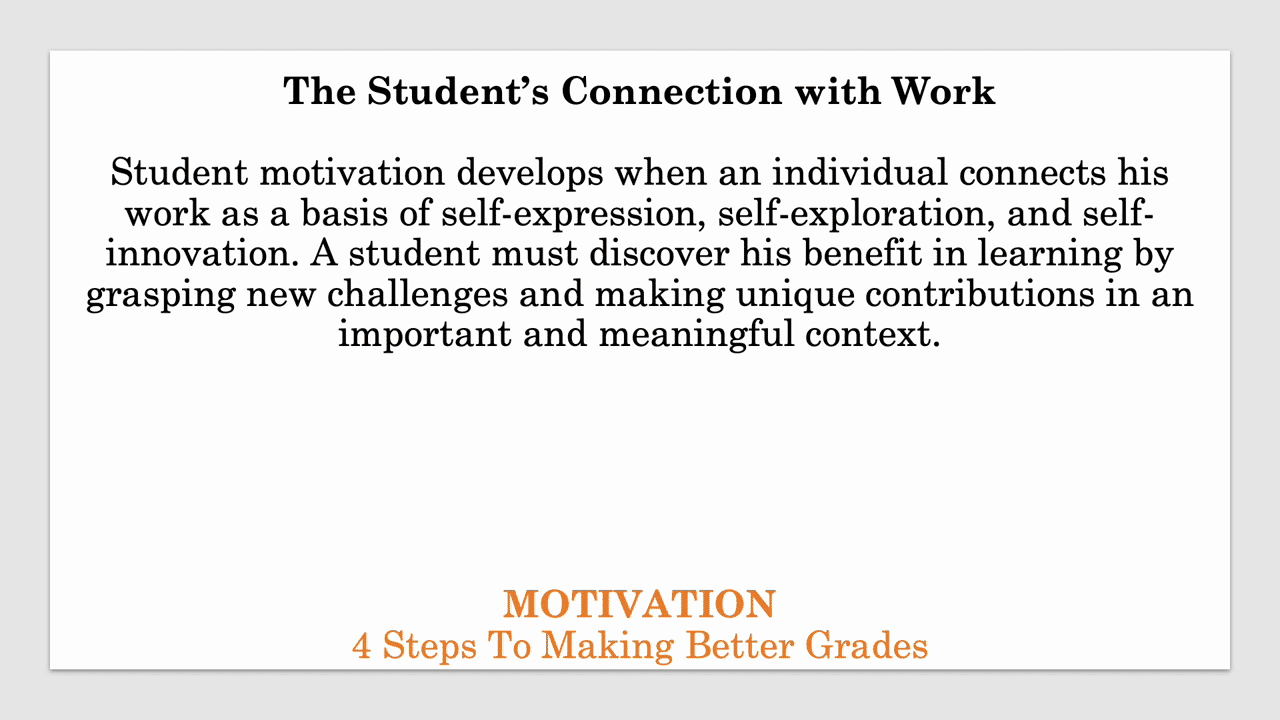 The Student’s Connection with Work
Student motivation develops when an individual connects his
work as a basis of self-expression, self-exploration, and self-
innovation. A student must discover his benefit in learning by
grasping new challenges and making unique contributions in an
important and meaningful context.
MOTIVATION
4 Steps To Making Better Grades